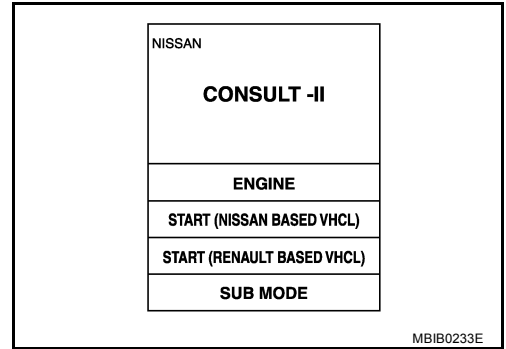 NISSAN
CONSULT -II
ENGINE
START (NISSAN BASED VHCL)
START (RENAULT BASED VHCL)
SUB MODE
MBIB0233E